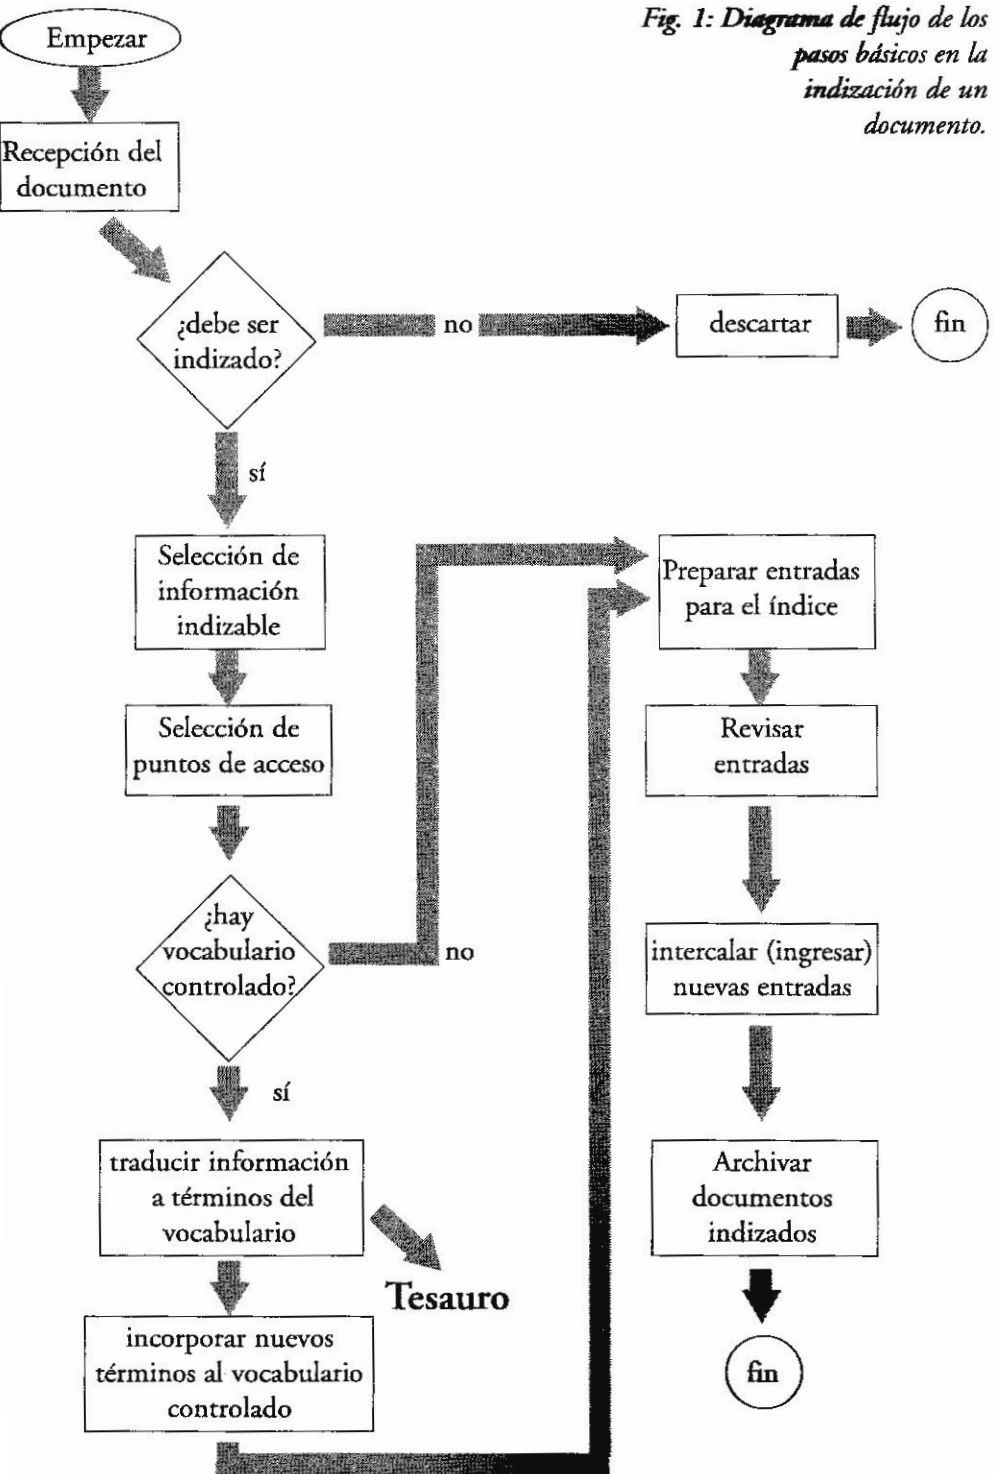 Fig. 1: Diagrama de flujo de los
pasos básicos en la
indización de un
documento.
Empezar
Recepción del
documento
¿debe ser
indizado?
no
descartar
fin
sí
Selección de
información
indizable
Selección de
puntos de acceso
¿hay
vocabulario
controlado?
no
sí
traducir información
a términos del
vocabulario
Tesauro
incorporar nuevos
términos al vocabulario
controlado
Preparar entradas
para el índice
Revisar
entradas
intercalar (ingresar)
nuevas entradas
Archivar
documentos
indizados
fin